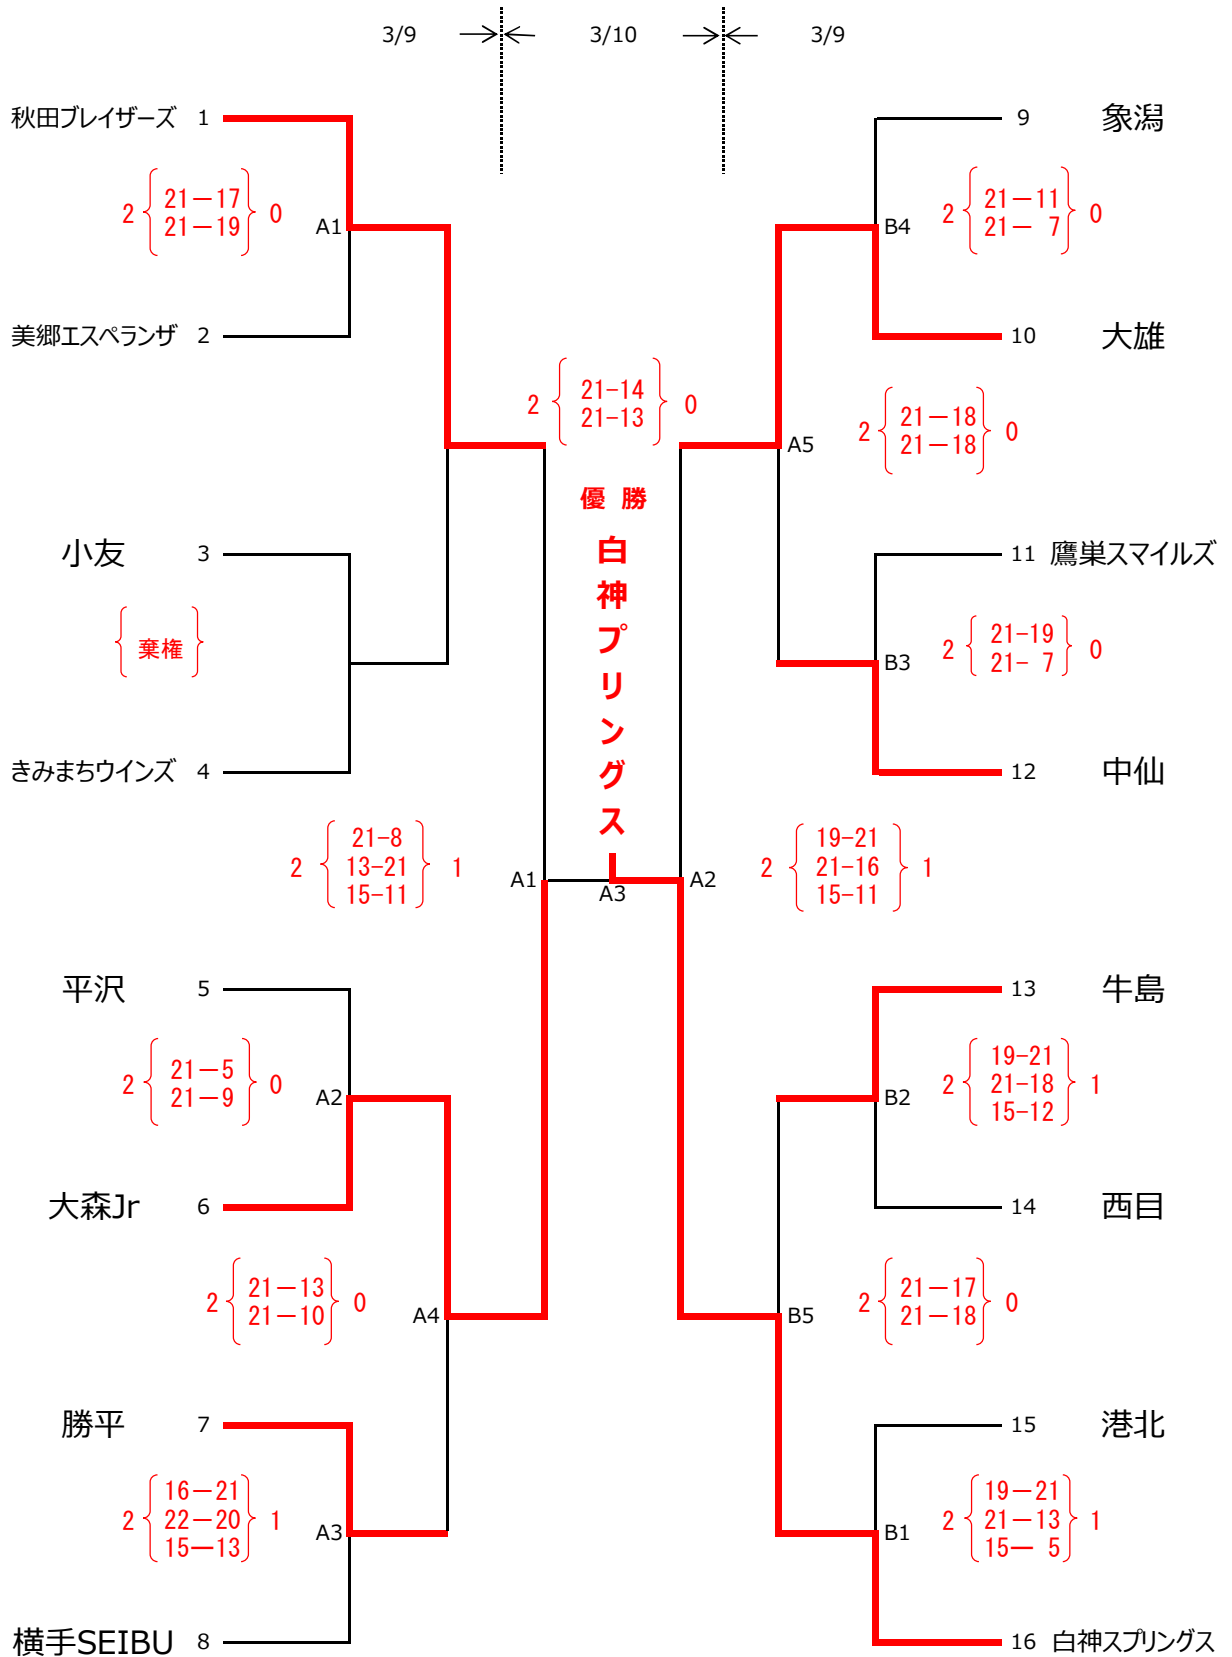 3/9 3/10 3/9
秋田ブレイザーズ 1
9 象潟
2 21－17 0
21－19
A1
2 21－11 0
21－ 7
B4
美郷エスペランザ 2
10 大雄
2 21-14 0
21-13
2 21－18 0
21－18
A5
優 勝
白神プリングス
小友 3
11 鷹巣スマイルズ
棄権
2 21-19 0
21- 7
B3
きみまちウインズ 4
12 中仙
2 21-8 1
13-21
15-11
A1
A3
A2
2 19-21 1
21-16
15-11
平沢 5
13 牛島
2 21－5 0
21－9
A2
2 19-21 1
21-18
15-12
B2
大森Jr 6
14 西目
2 21－13 0
21－10
A4
2 21－17 0
21－18
B5
勝平 7
15 港北
2 16－21 1
22－20
15－13
A3
2 19－21 1
21－13
15－ 5
B1
横手SEIBU 8
16 白神スプリングス